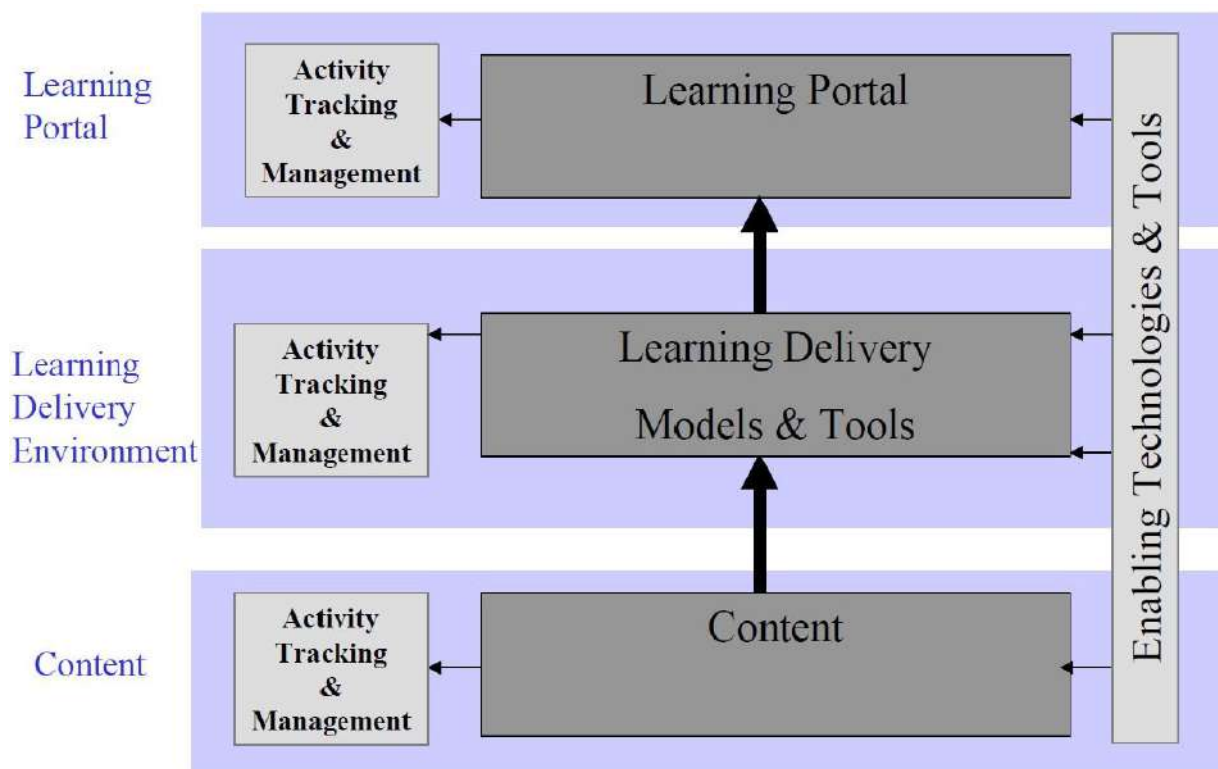 Learning
Portal
Activity
Tracking
&
Management
Learning Portal
Learning
Delivery
Environment
Activity
Tracking
&
Management
Learning Delivery
Models & Tools
Content
Activity
Tracking
&
Management
Content
Enabling Technologies & Tools